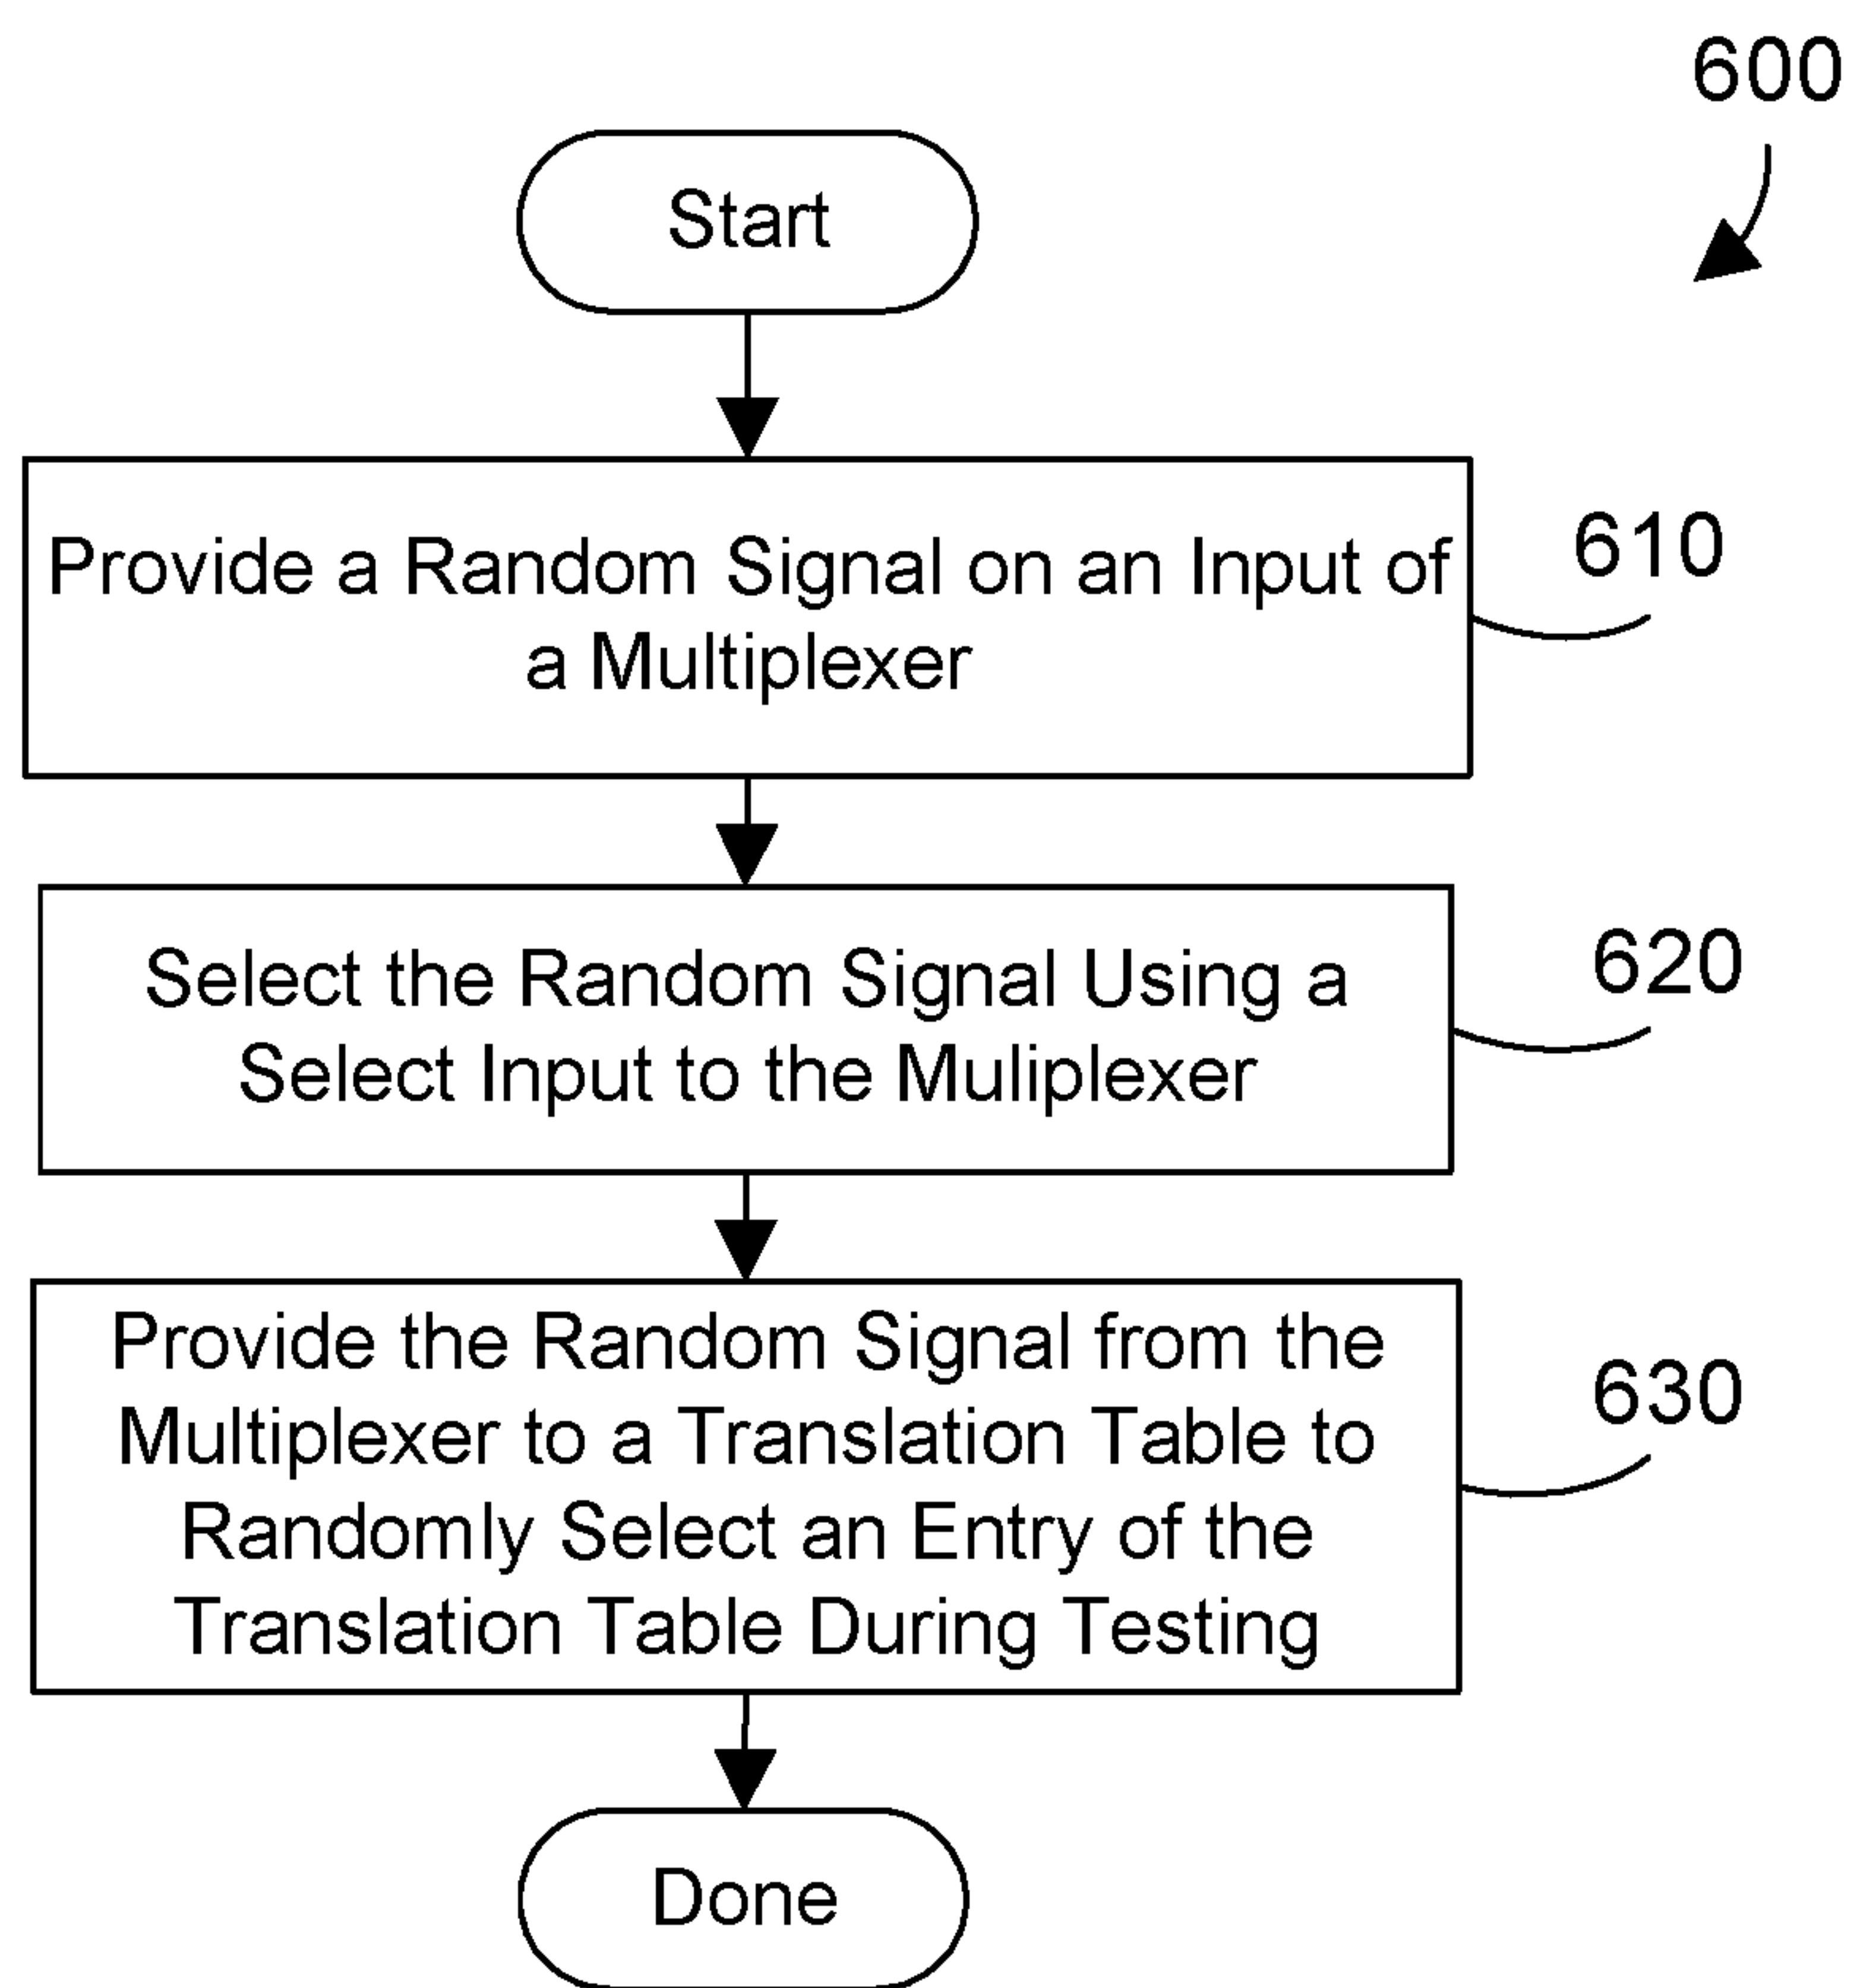 600
Start
Provide a Random Signal on an Input of
a Multiplexer
610
Select the Random Signal Using a
Select Input to the Muliplexer
620
Provide the Random Signal from the
Multiplexer to a Translation Table to
Randomly Select an Entry of the
Translation Table During Testing
630
Done